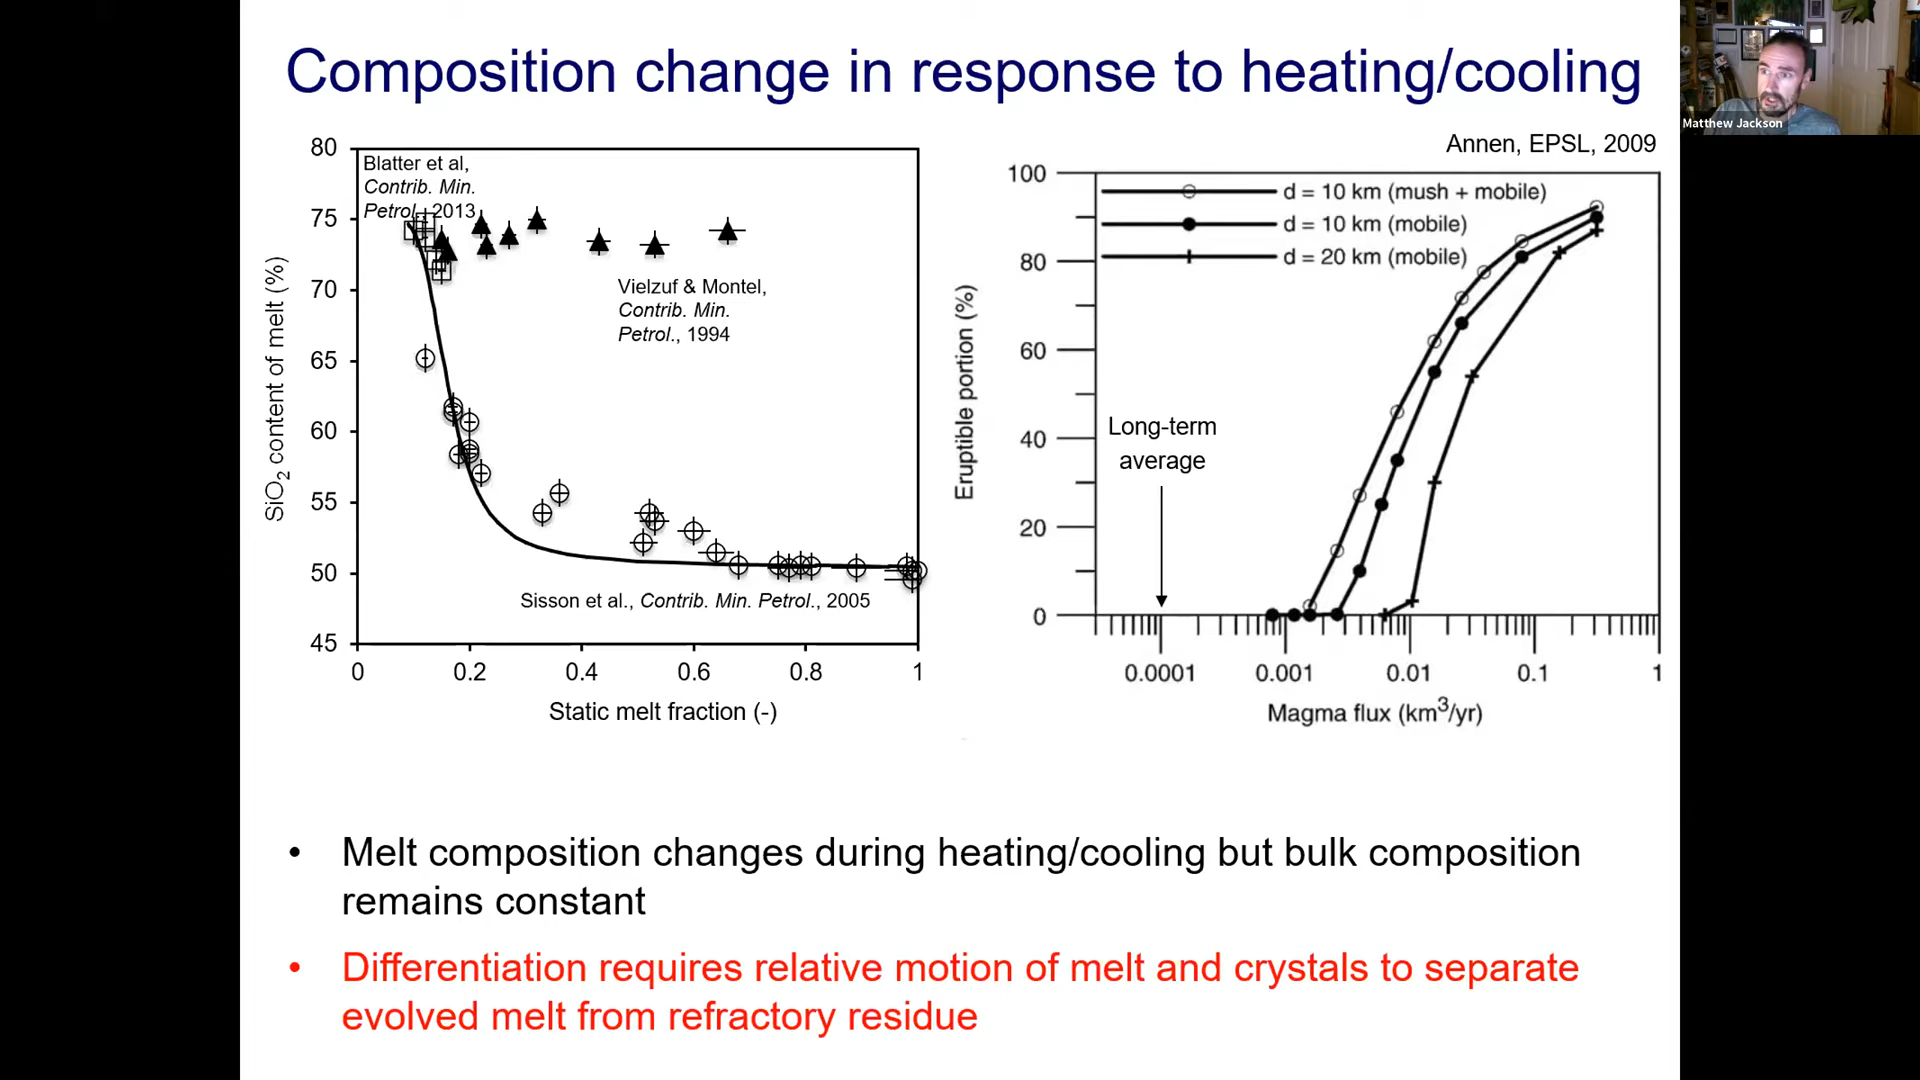 Composition change in response to heating/cooling
Matthew Jackson
Annen, EPSL, 2009
80
75
70
65
60
55
50
45
SiO2 content of melt (%)
Blatter et al,
Contrib. Min.
Petrol., 2013
Vielzuf & Montel,
Contrib. Min.
Petrol., 1994
Sisson et al., Contrib. Min. Petrol., 2005
0 0.2 0.4 0.6 0.8 1
Static melt fraction (-)
100
80
60
40
20
0
Eruptible portion (%)
d = 10 km (mush + mobile)
d = 10 km (mobile)
d = 20 km (mobile)
Long-term
average
0.0001 0.001 0.01 0.1 1
Magma flux (km3/yr)
• Melt composition changes during heating/cooling but bulk composition
remains constant
• Differentiation requires relative motion of melt and crystals to separate
evolved melt from refractory residue